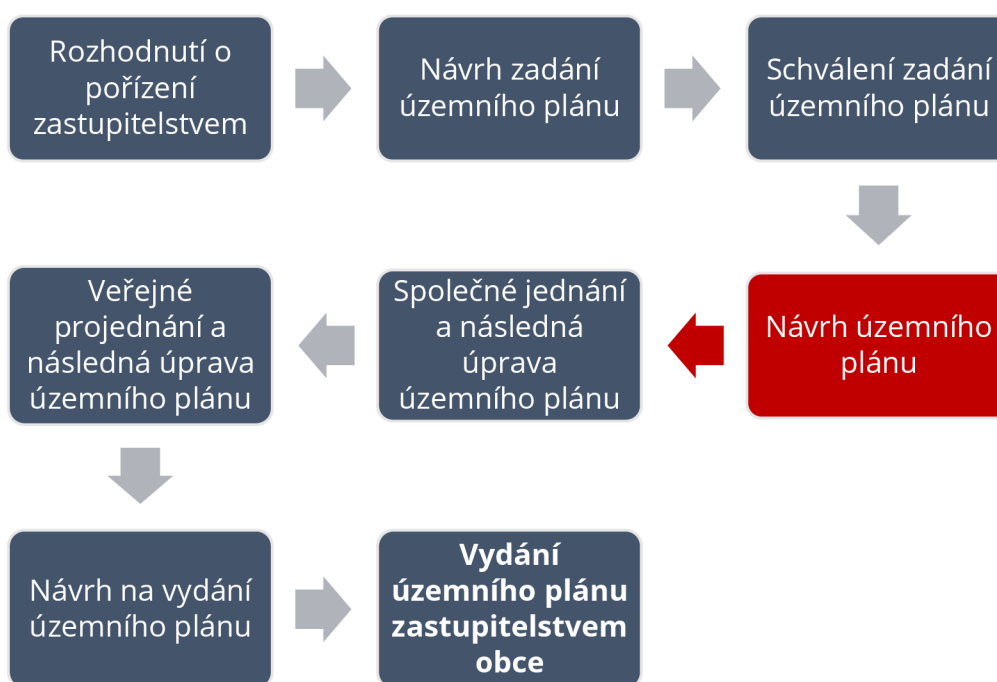 Rozhodnutí o
pořízení
zastupitelstvem
Návrh zadání
územního plánu
Schválení zadání
územního plánu
Návrh územního
plánu
Společné jednání
a následná
úprava
územního plánu
Veřejné
projednání a
následná úprava
územního plánu
Návrh na vydání
územního plánu
Vydání
územního plánu
zastupitelstvem
obce